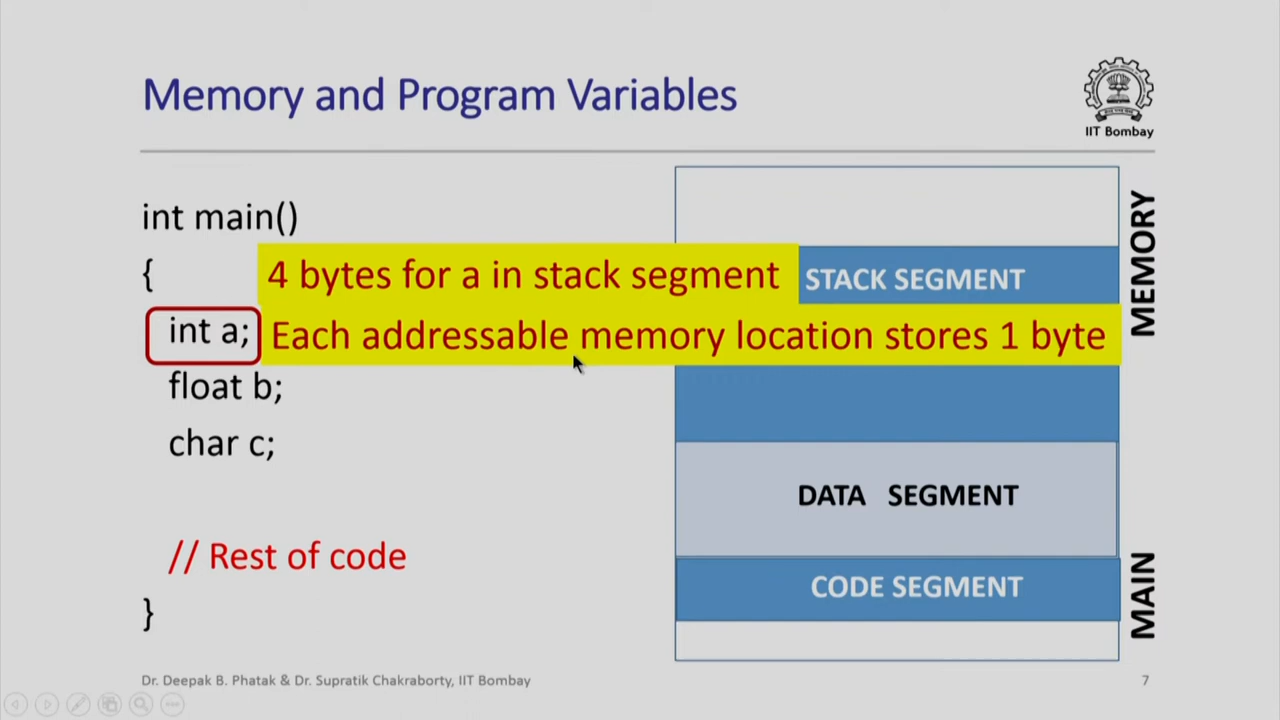 Memory and Program Variables
IIT Bombay
int main()
{
4 bytes for a in stack segment
STACK SEGMENT
int a;
Each addressable memory location stores 1 byte
float b;
char c;
DATA SEGMENT
// Rest of code
CODE SEGMENT
}
MAIN MEMORY
Dr. Deepak B. Phatak & Dr. Supratik Chakraborty, IIT Bombay
7